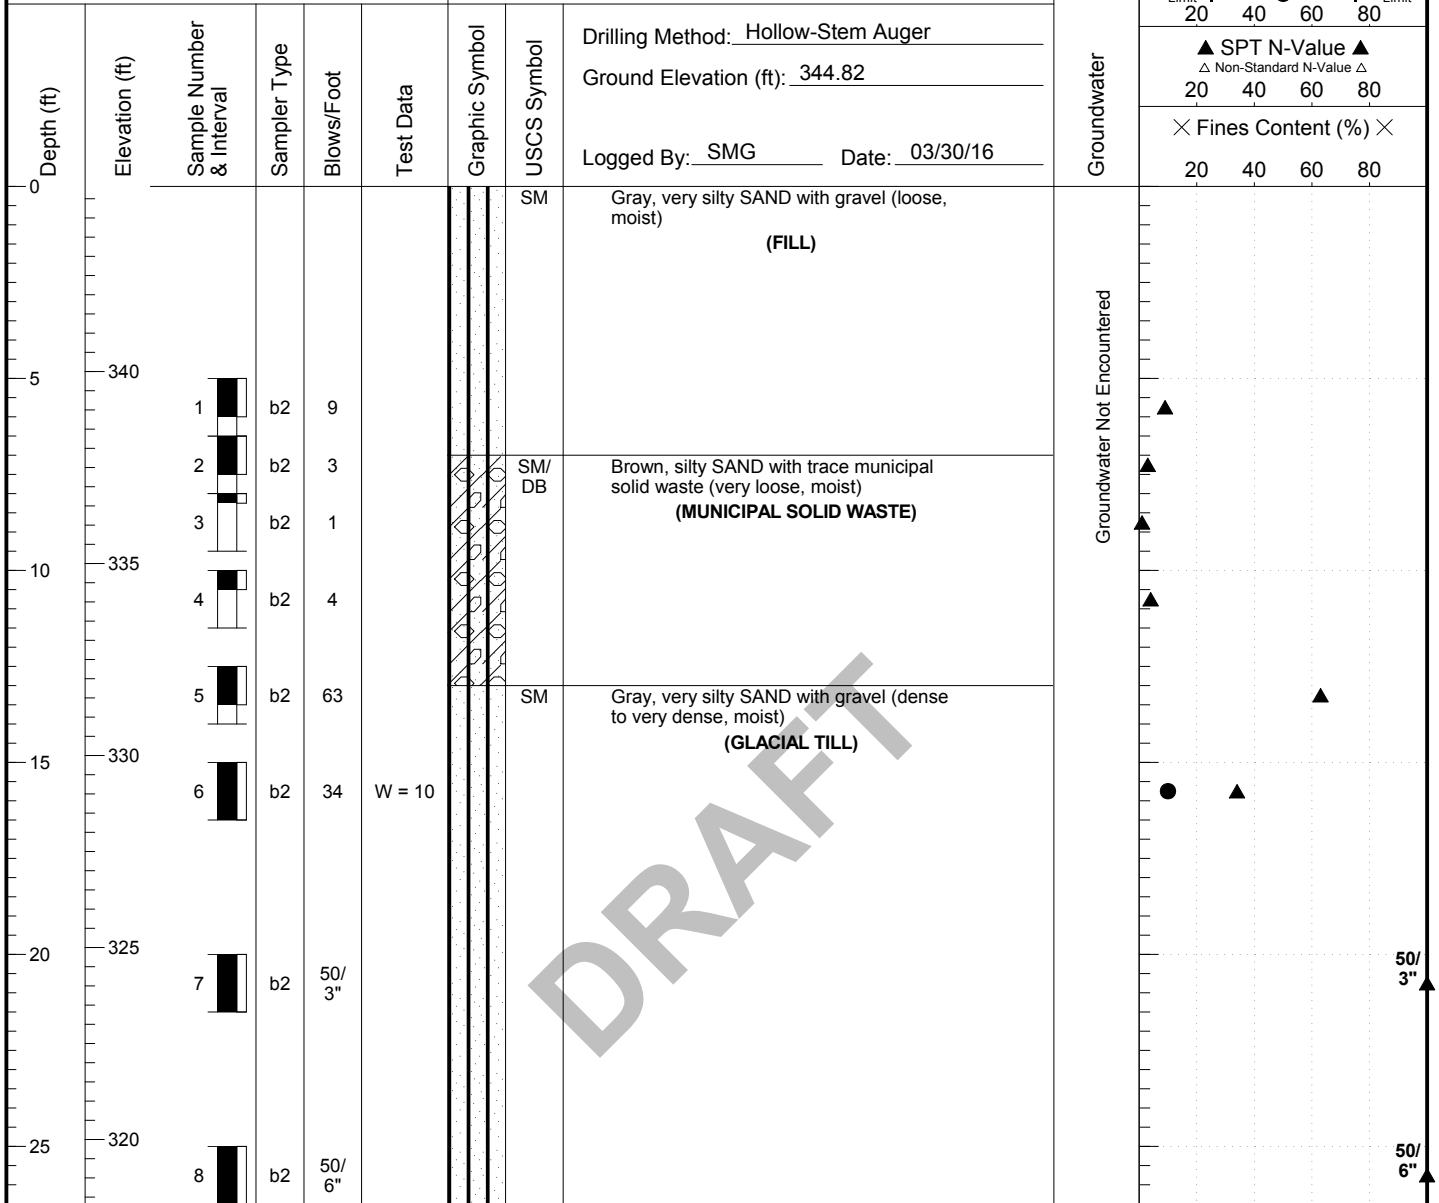 Limit
Limit
20 40 60 80
Drilling Method: Hollow-Stem Auger
▲ SPT N-Value ▲
△ Non-Standard N-Value △
Ground Elevation (ft): 344.82
20 40 60 80
× Fines Content (%) ×
Logged By: SMG Date: 03/30/16
20 40 60 80
Depth (ft)
Elevation (ft)
Sample Number
& Interval
Sampler Type
Blows/Foot
Test Data
Graphic Symbol
USCS Symbol
Groundwater
0
SM Gray, very silty SAND with gravel (loose,
moist)
(FILL)
Groundwater Not Encountered
340
5
1 b2 9
2 b2 3
SM/
DB
Brown, silty SAND with trace municipal
solid waste (very loose, moist)
(MUNICIPAL SOLID WASTE)
3 b2 1
335
10
4 b2 4
5 b2 63
SM Gray, very silty SAND with gravel (dense
to very dense, moist)
(GLACIAL TILL)
330
15
6 b2 34 W = 10
325
20
7 b2 50/
3"
50/
3"
320
25
8 b2 50/
6"
50/
6"
DRAFT